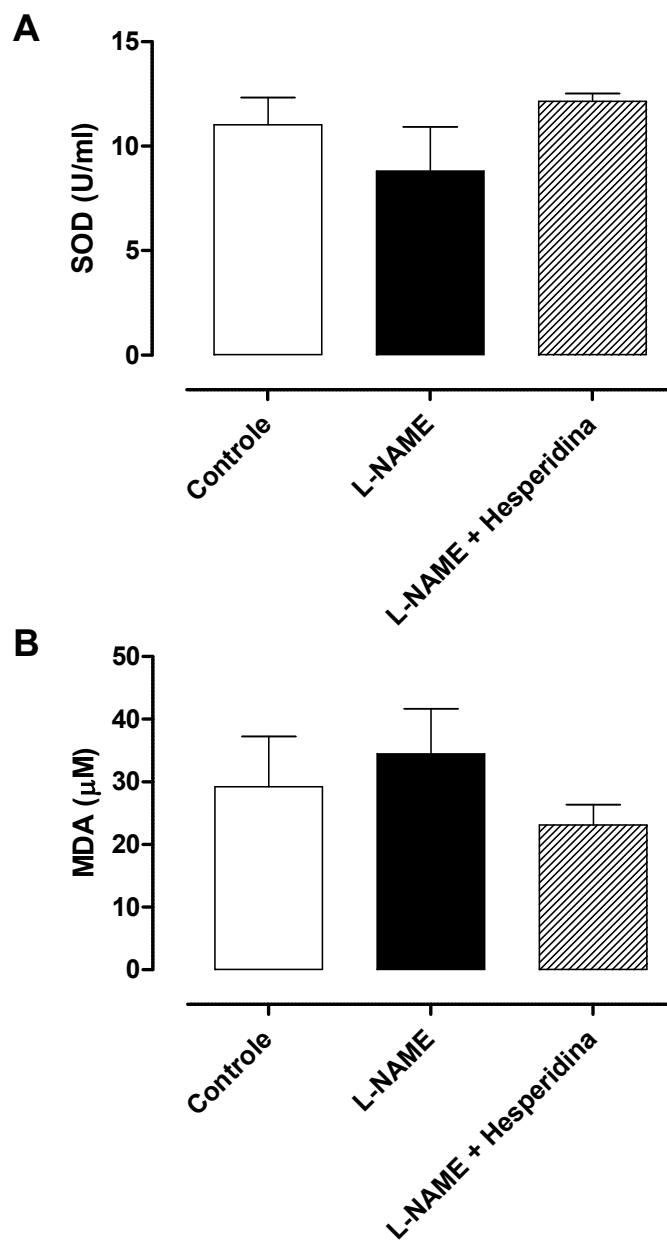 A
15
10
5
0
SOD (U/ml)
Controle
L-NAME
L-NAME + Hesperidina
B
50
40
30
20
10
0
MDA (μM)
Controle
L-NAME
L-NAME + Hesperidina